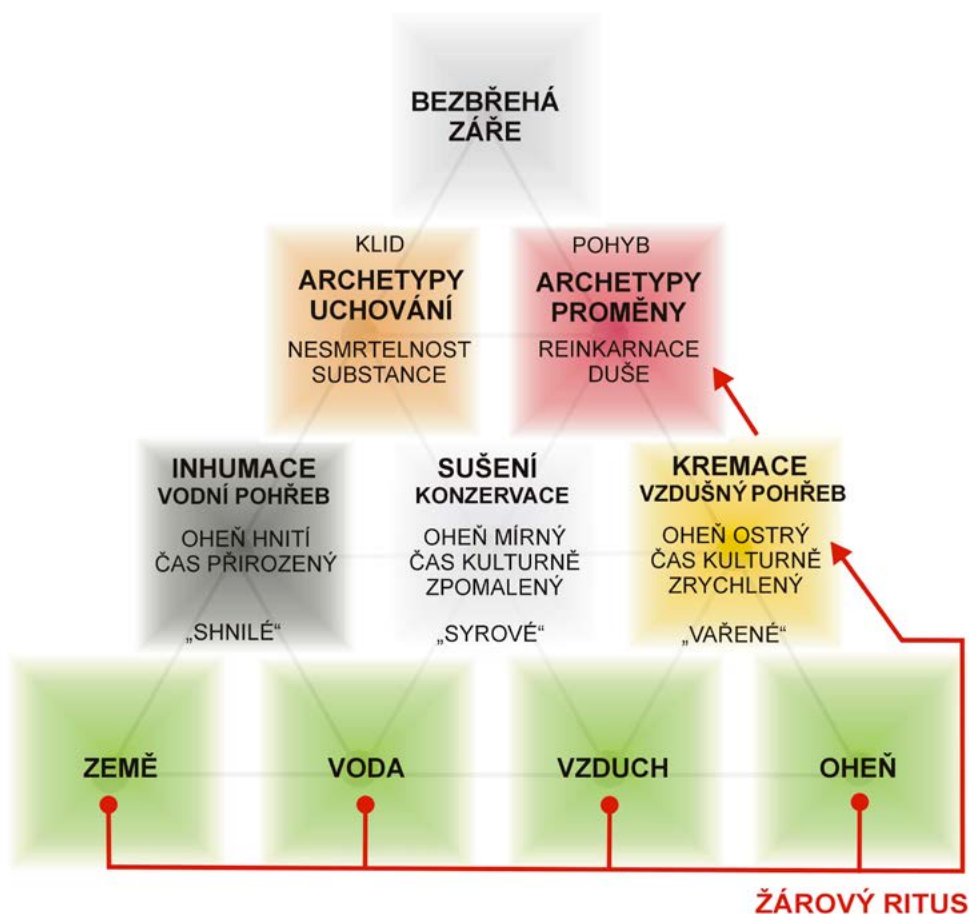 BEZBŘEHÁ
ZÁŘE
KLID
ARCHETYPY
UCHOVÁNÍ
NESMRTELNOST
SUBSTANCE
POHYB
ARCHETYPY
PROMĚNY
REINKARNACE
DUŠE
INHUMACE
VODNÍ POHŘEB
OHEŇ HNITÍ
ČAS PŘIROZENÝ
„SHNILÉ“
SUŠENÍ
KONZERVACE
OHEŇ MÍRNÝ
ČAS KULTURNĚ
ZPOMALENÝ
„SYROVÉ“
KREMACE
VZDUŠNÝ POHŘEB
OHEŇ OSTRÝ
ČAS KULTURNĚ
ZRYCHLENÝ
„VAŘENÉ“
ZEMĚ
VODA
VZDUCH
OHEŇ
ŽÁROVÝ RITUS